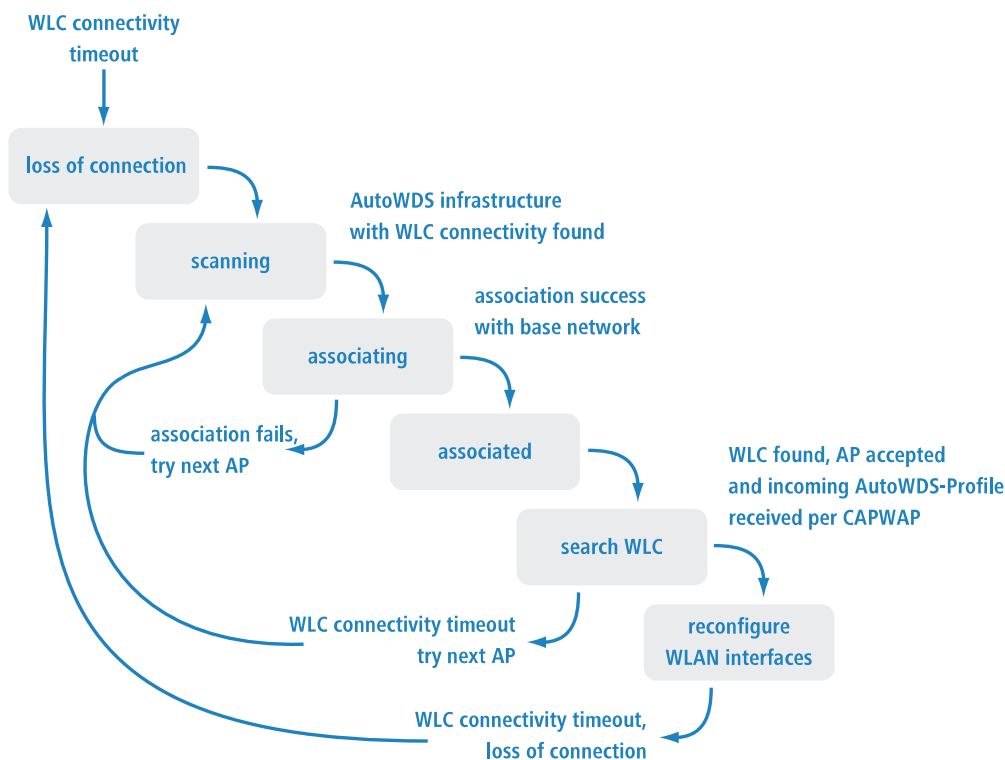 WLC connectivity
timeout
loss of connection
AutoWDS infrastructure
with WLC connectivity found
scanning
association success
with base network
associating
association fails,
try next AP
associated
WLC found, AP accepted
and incoming AutoWDS-Profile
received per CAPWAP
search WLC
WLC connectivity timeout
try next AP
reconfigure
WLAN interfaces
WLC connectivity timeout,
loss of connection